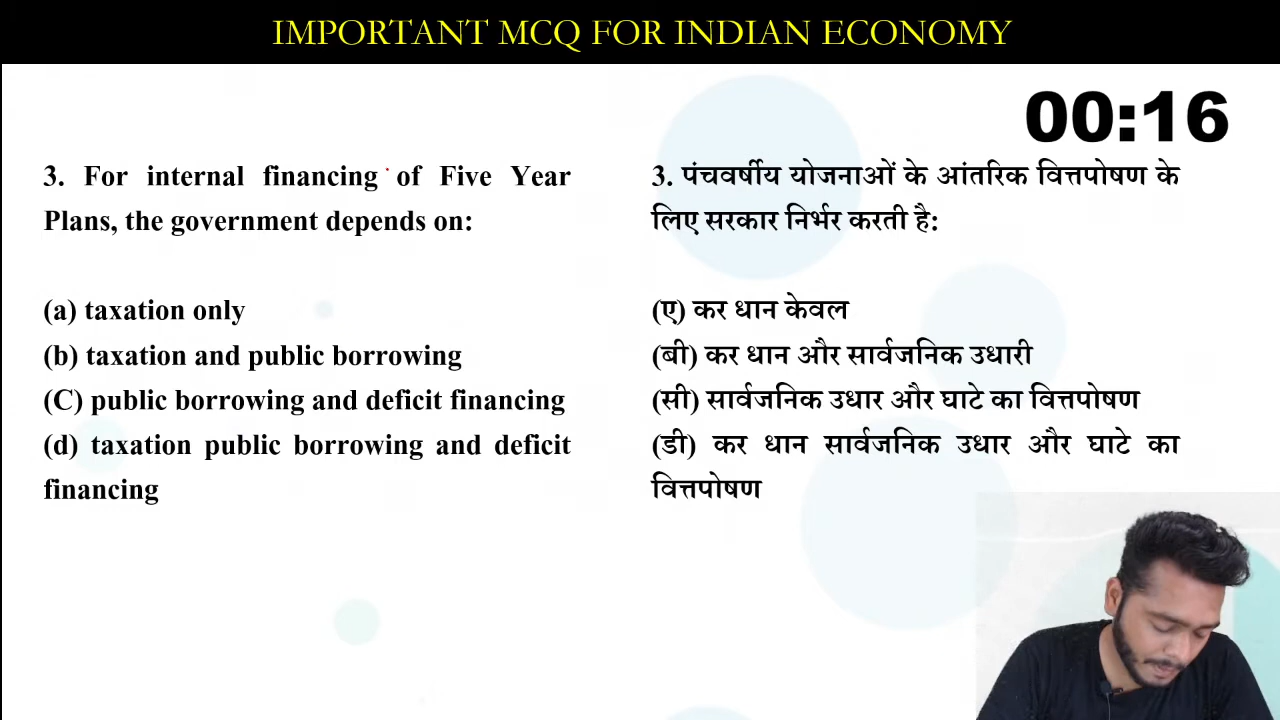 IMPORTANT MCQ FOR INDIAN ECONOMY
00:16
3. For internal financing of Five Year
Plans, the government depends on:
(a) taxation only
(b) taxation and public borrowing
(C) public borrowing and deficit financing
(d) taxation public borrowing and deficit
financing
3. पंचवर्षीय योजनाओं के आंतरिक वित्तपोषण के
लिए सरकार निर्भर करती है:
(ए) कर धान केवल
(बी) कर धान और सार्वजनिक उधारी
(सी) सार्वजनिक उधार और घाटे का वित्तपोषण
(डी) कर धान सार्वजनिक उधार और घाटे का
वित्तपोषण